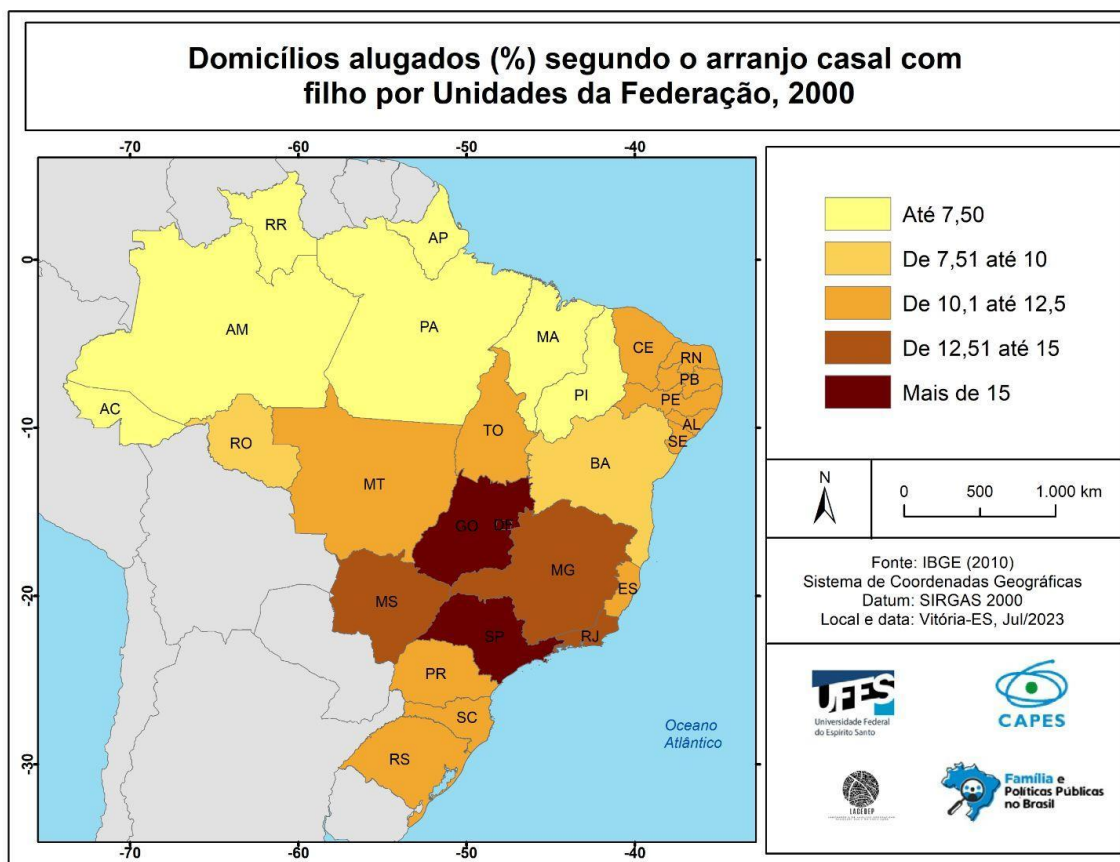 Domicílios alugados (%) segundo o arranjo casal com
filho por Unidades da Federação, 2000
-70
-60
-50
-40
0
-10
-20
-30
-70
-60
-50
-40
RR
AP
AM
PA
MA
CE
RN
PB
PE
PI
AL
SE
AC
RO
TO
BA
MT
GO
DF
MG
ES
MS
SP
RJ
PR
SC
RS
Oceano
Atlântico
Até 7,50
De 7,51 até 10
De 10,1 até 12,5
De 12,51 até 15
Mais de 15
N
0 500 1.000 km
Fonte: IBGE (2010)
Sistema de Coordenadas Geográficas
Datum: SIRGAS 2000
Local e data: Vitória-ES, Jul/2023
UFES
Universidade Federal
do Espírito Santo
CAPES
LAGEDEP
Família e
Políticas Públicas
no Brasil